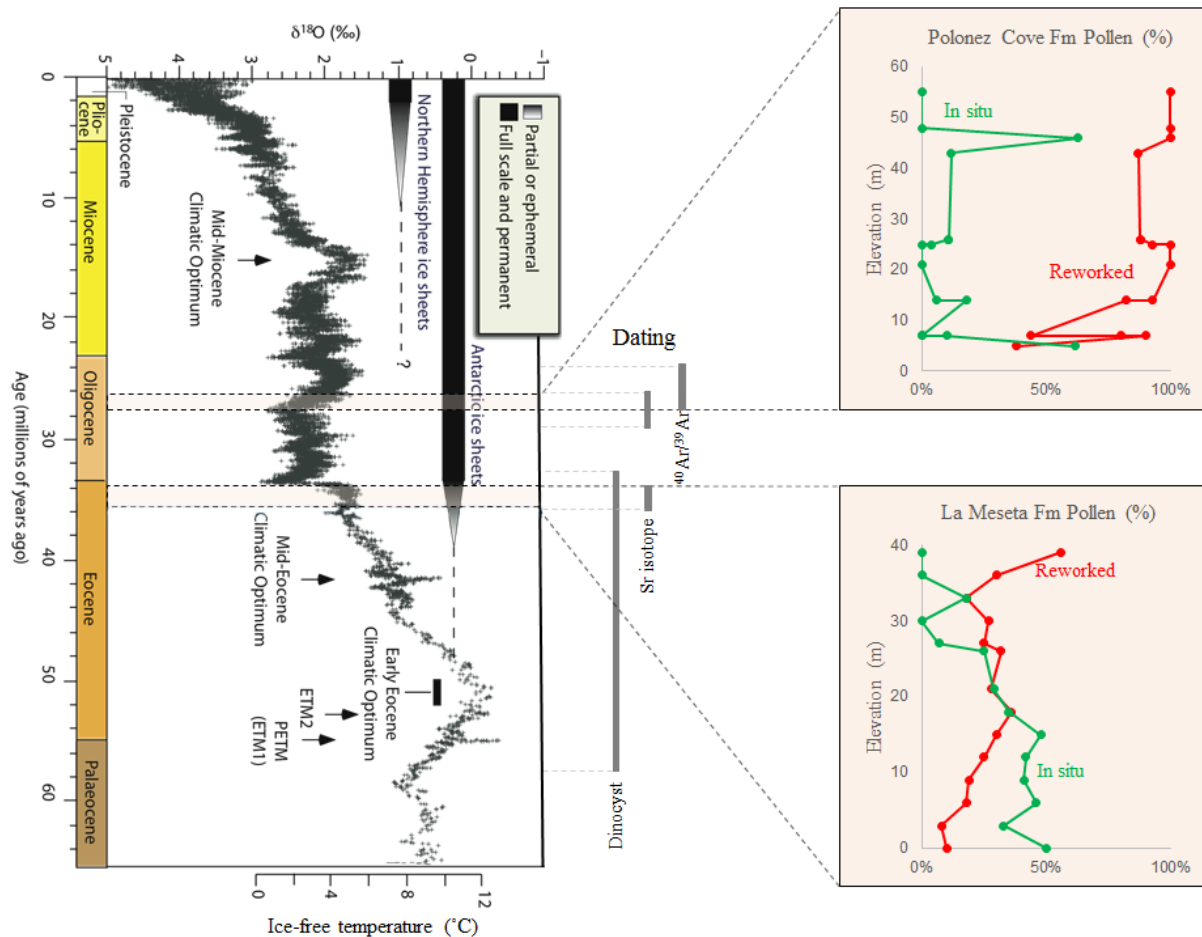 δ18O (‰)
5
4
3
2
1
0
−1
0
10
20
30
40
50
60
Age (millions of years ago)
Pleistocene
Plio-
cene
Miocene
Oligocene
Eocene
Palaeocene
Mid-Miocene
Climatic Optimum
Mid-Eocene
Climatic Optimum
Early Eocene
Climatic Optimum
ETM2
PETM
(ETM1)
Northern Hemisphere ice sheets
?
Antarctic ice sheets
Partial or ephemeral
Full scale and permanent
0
4
8
12
Ice-free temperature (˚C)
Dating
40Ar/39Ar
Sr isotope
Dinocyst
Polonez Cove Fm Pollen (%)
60
50
40
30
20
10
0
Elevation (m)
In situ
Reworked
0%
50%
100%
La Meseta Fm Pollen (%)
40
30
20
10
0
Elevation (m)
Reworked
In situ
0%
50%
100%